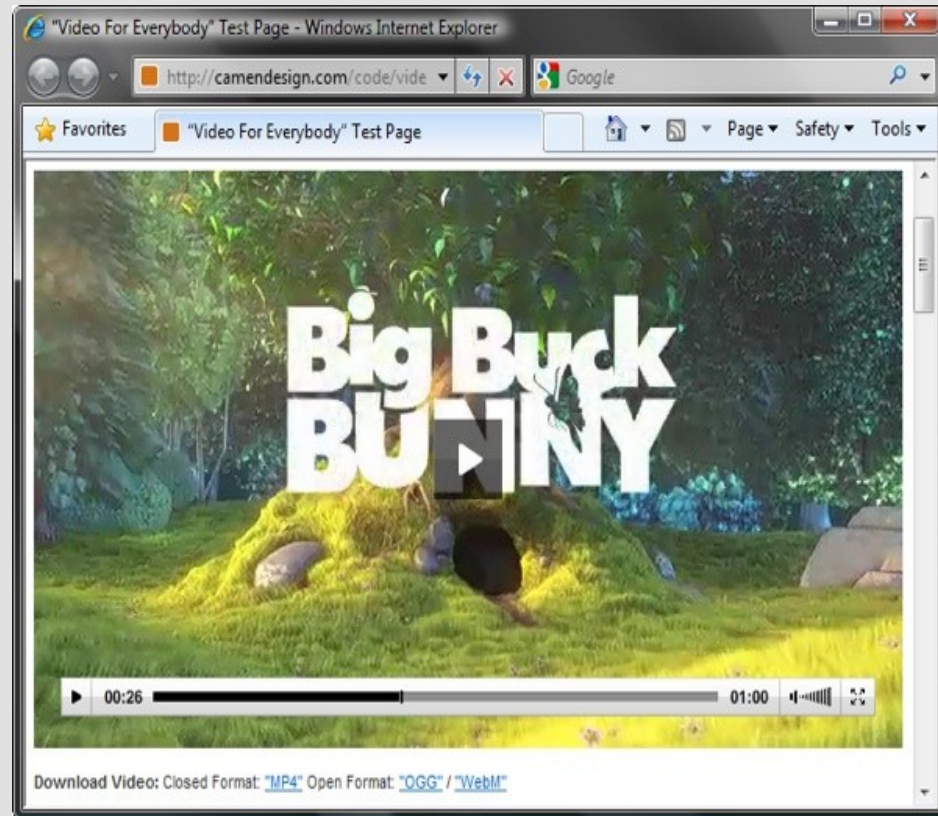 "Video For Everybody" Test Page - Windows Internet Explorer
http://camendesign.com/code/vide
Google
Favorites
"Video For Everybody" Test Page
Page
Safety
Tools
Big Buck
BUNNY
00:26
01:00
Download Video: Closed Format: "MP4" Open Format: "OGG" / "WebM"